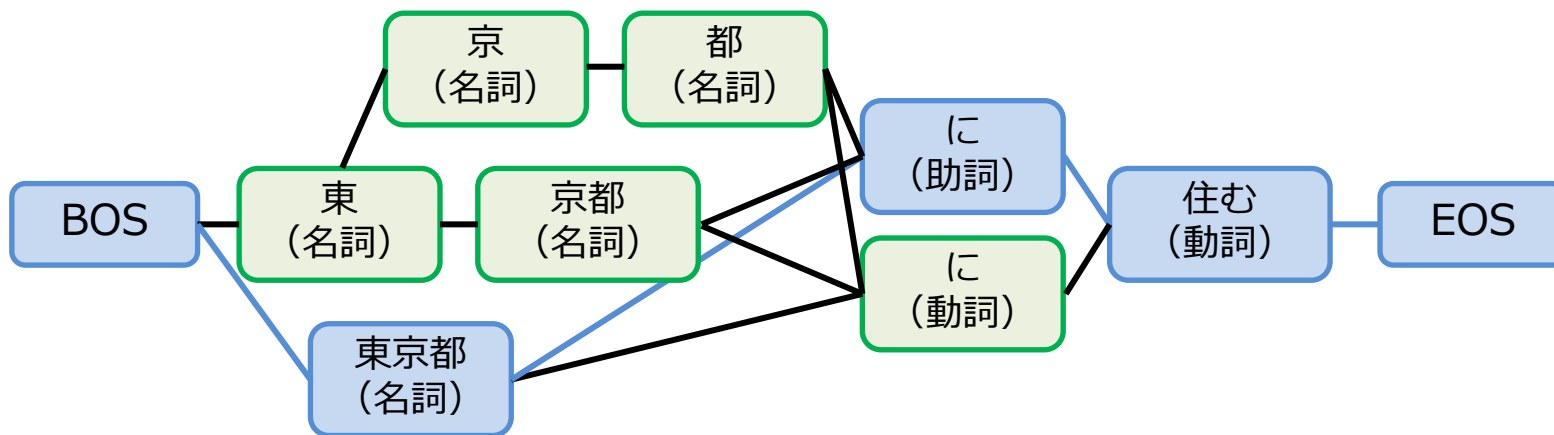 京
（名詞）
都
（名詞）
に
（助詞）
BOS
東
（名詞）
京都
（名詞）
住む
（動詞）
EOS
に
（動詞）
東京都
（名詞）